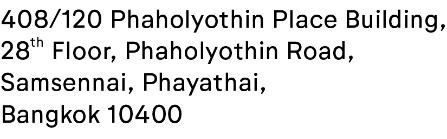 408/120 Phaholyothin Place Building,
28th Floor, Phaholyothin Road,
Samsennai, Phayathai,
Bangkok 10400